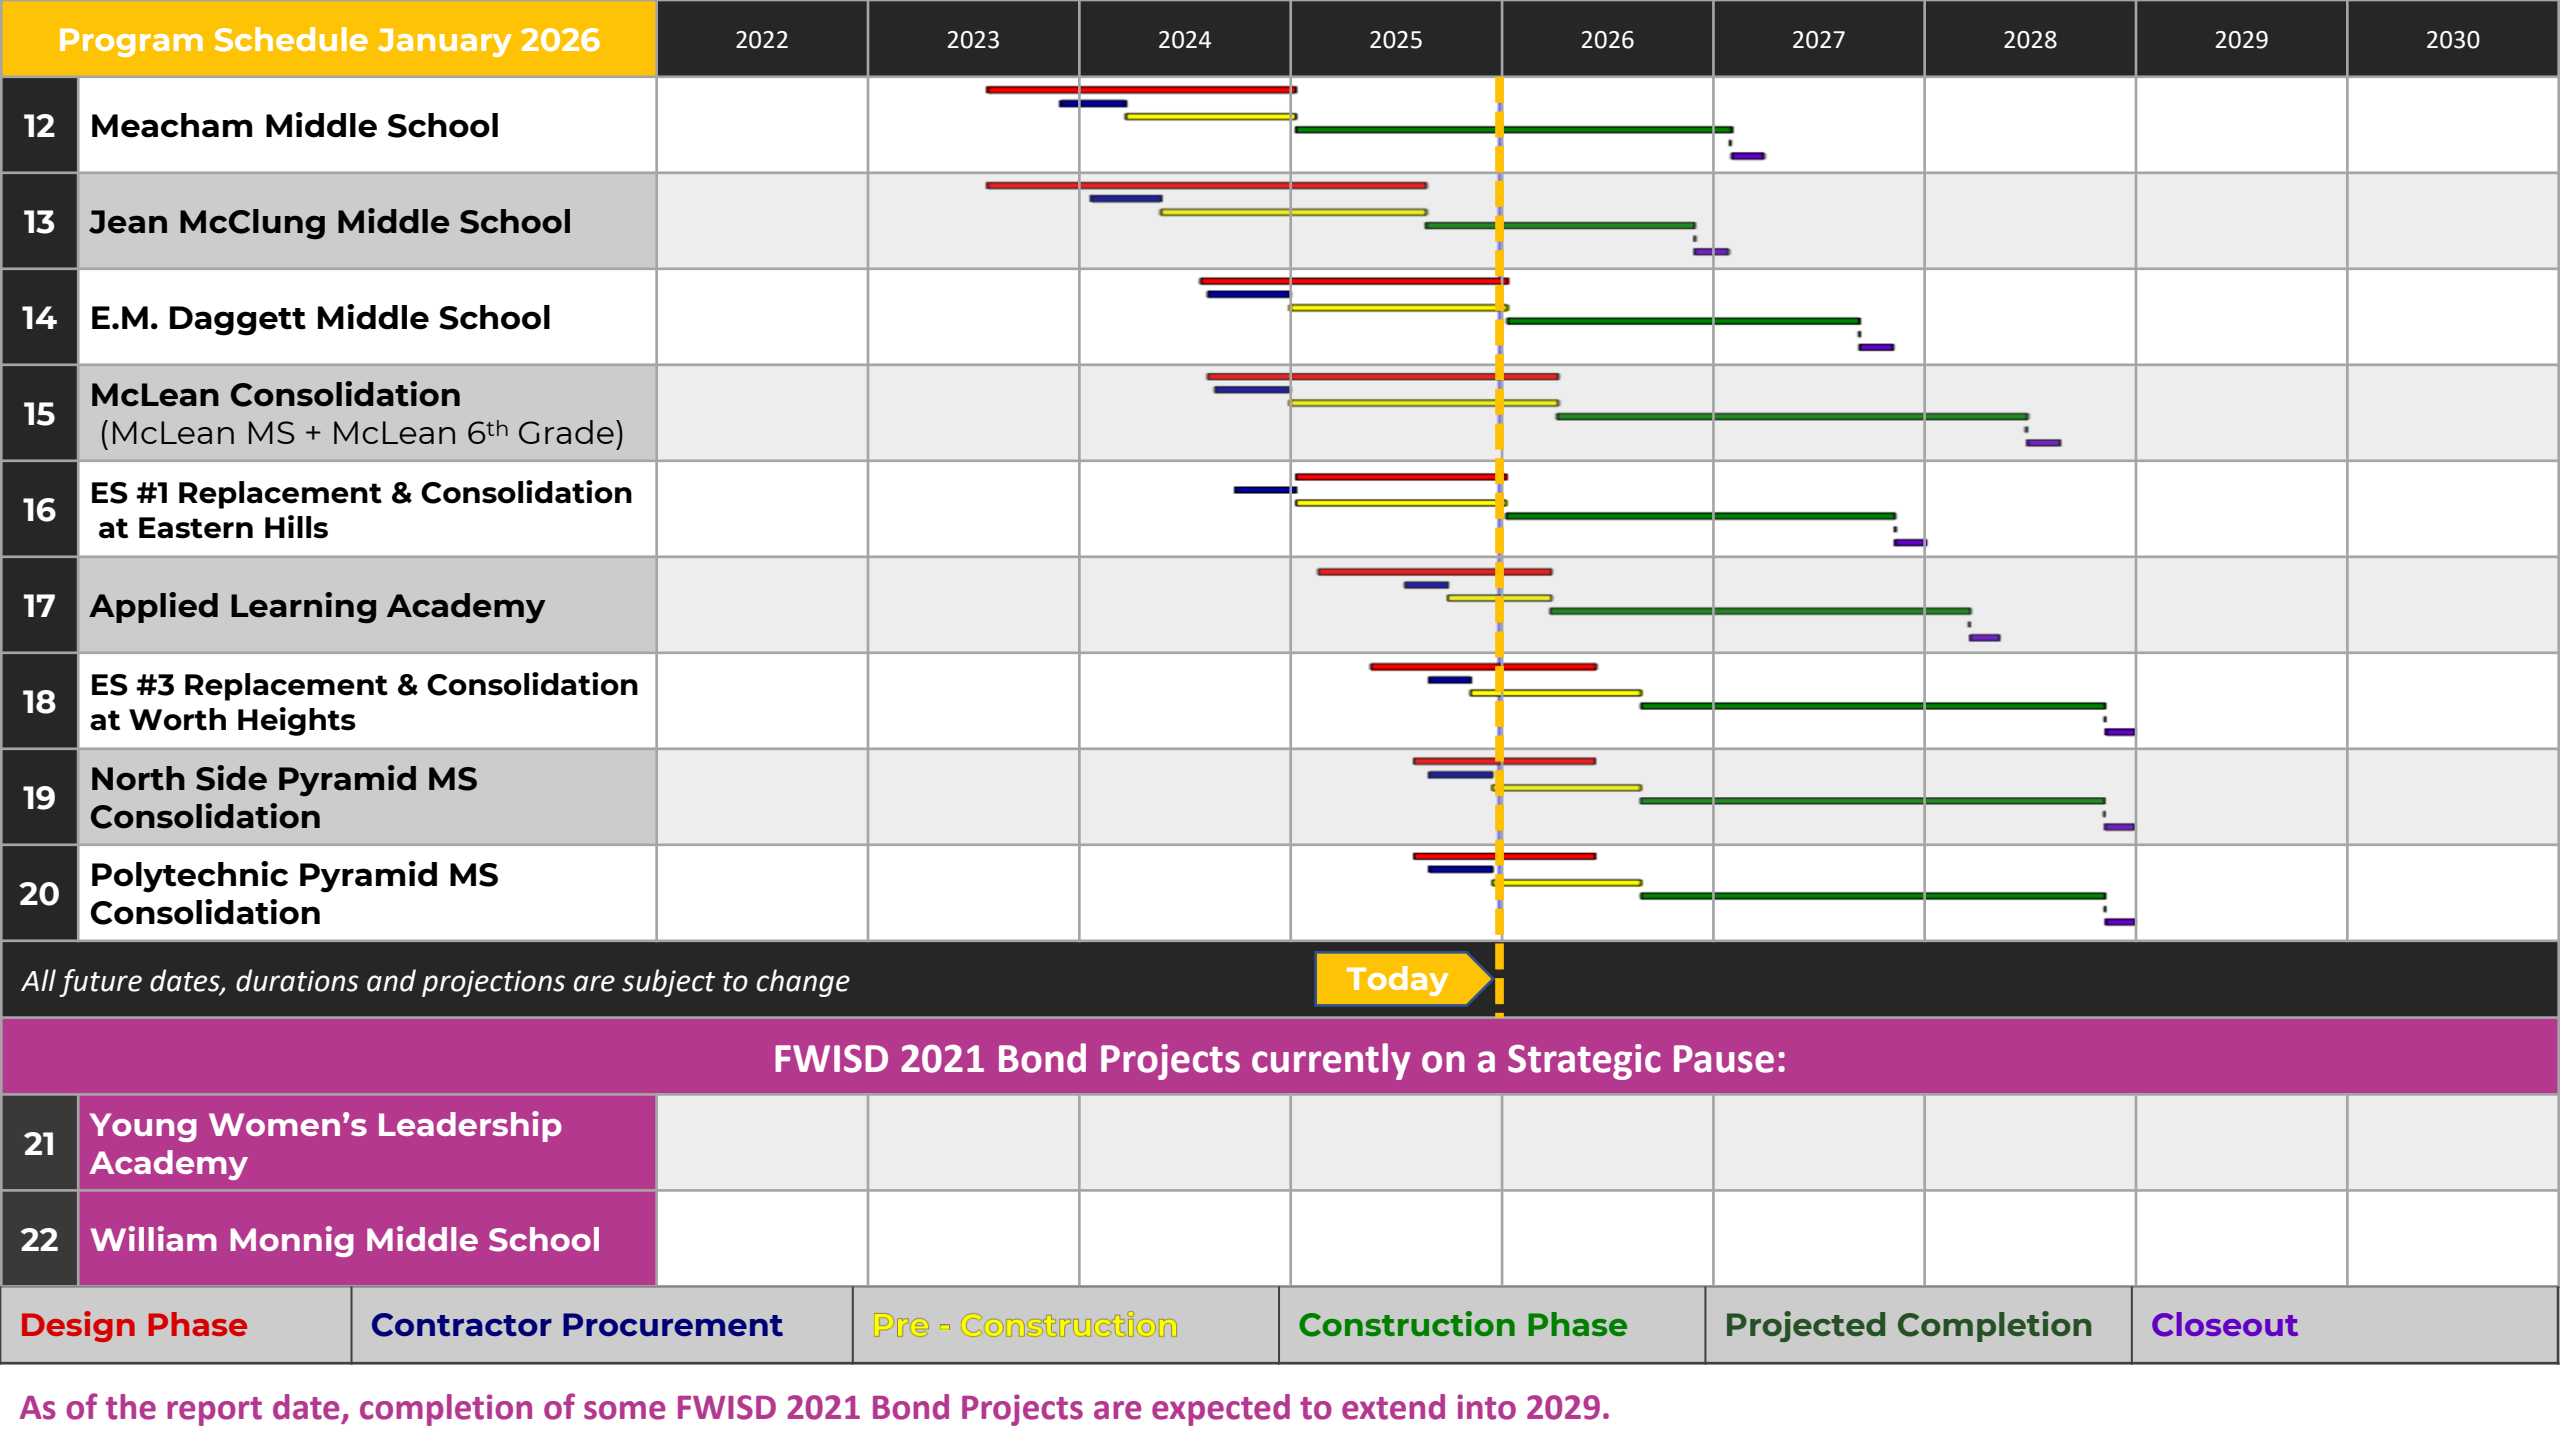 Program Schedule January 2026
2022
2023
2024
2025
2026
2027
2028
2029
2030
12
Meacham Middle School
13
Jean McClung Middle School
14
E.M. Daggett Middle School
15
McLean Consolidation
(McLean MS + McLean 6th Grade)
16
ES #1 Replacement & Consolidation
at Eastern Hills
17
Applied Learning Academy
18
ES #3 Replacement & Consolidation
at Worth Heights
19
North Side Pyramid MS
Consolidation
20
Polytechnic Pyramid MS
Consolidation
All future dates, durations and projections are subject to change
Today
FWISD 2021 Bond Projects currently on a Strategic Pause:
21
Young Women’s Leadership
Academy
22
William Monnig Middle School
Design Phase
Contractor Procurement
Pre - Construction
Construction Phase
Projected Completion
Closeout
As of the report date, completion of some FWISD 2021 Bond Projects are expected to extend into 2029.